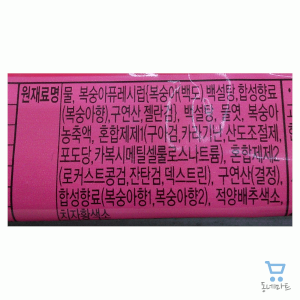 원재료명 물, 복숭아퓨레시럽(복숭아(백도), 백설탕, 합성향료
(복숭아향), 구연산, 젤란검), 백설탕, 물엿, 복숭아
농축액, 혼합제제1(구아검, 카라기난, 산도조절제,
포도당, 카복시메틸셀룰로스나트륨), 혼합제제2
(로커스트콩검, 잔탄검, 덱스트린), 구연산(결정),
합성향료(복숭아향1, 복숭아향2), 적양배추색소,
치자황색소
동네마트